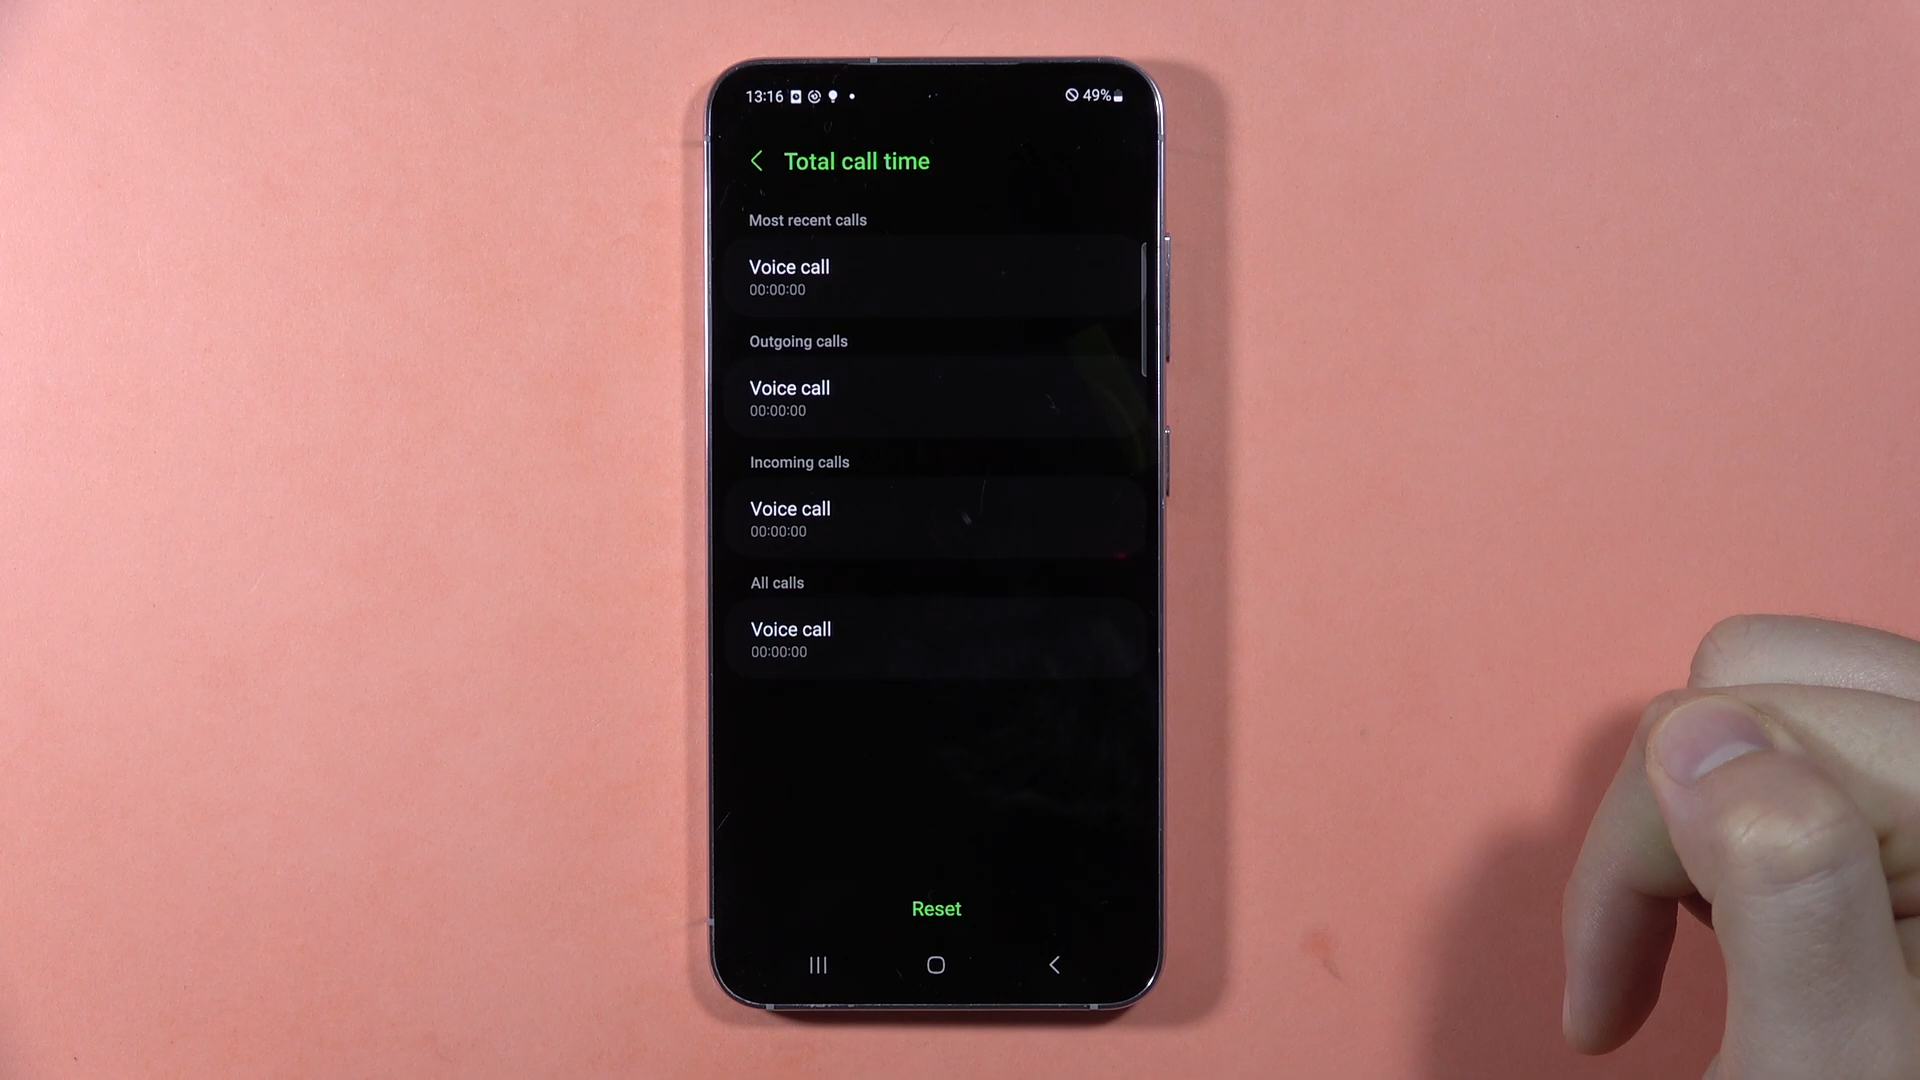 13:16 49%
Total call time
Most recent calls
Voice call
00:00:00
Outgoing calls
Voice call
00:00:00
Incoming calls
Voice call
00:00:00
All calls
Voice call
00:00:00
Reset